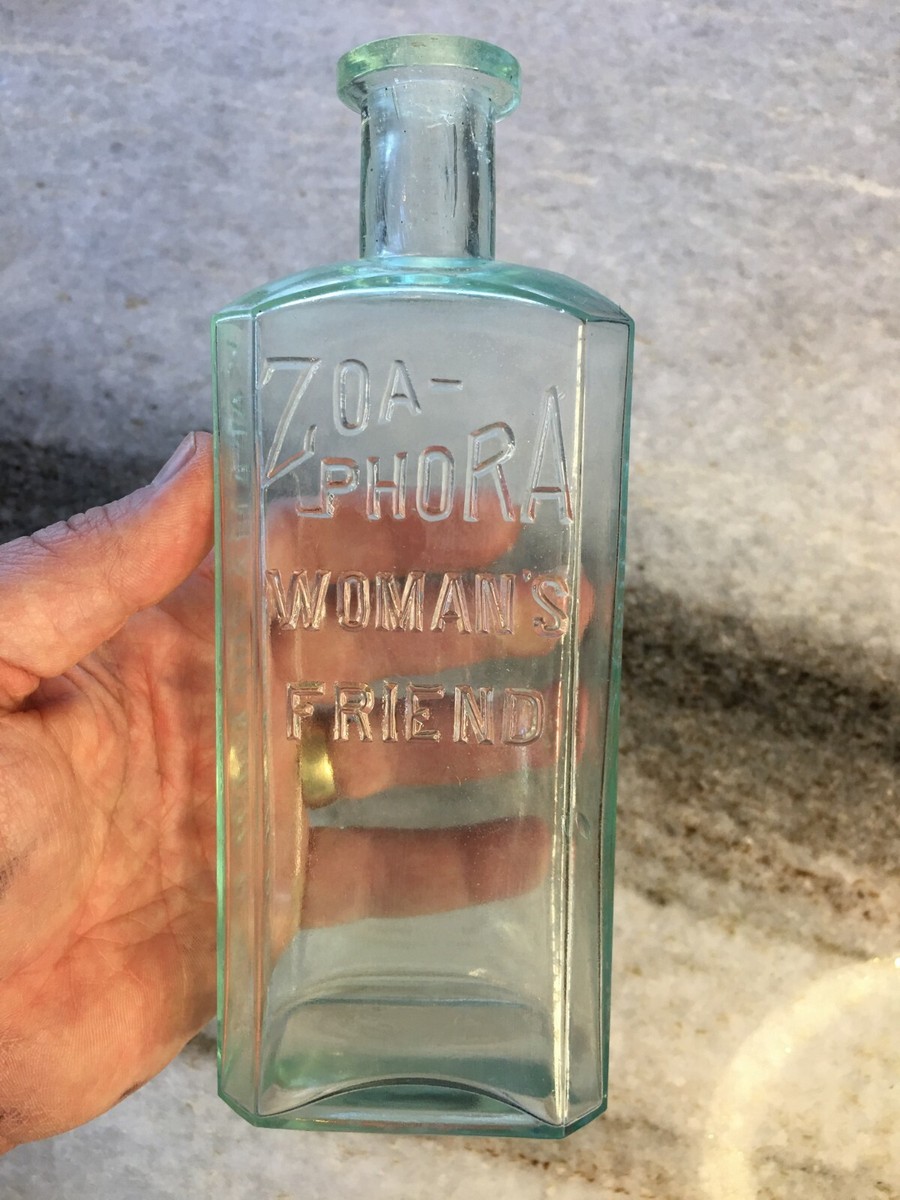 ZOA-
PHORA
WOMAN'S
FRIEND